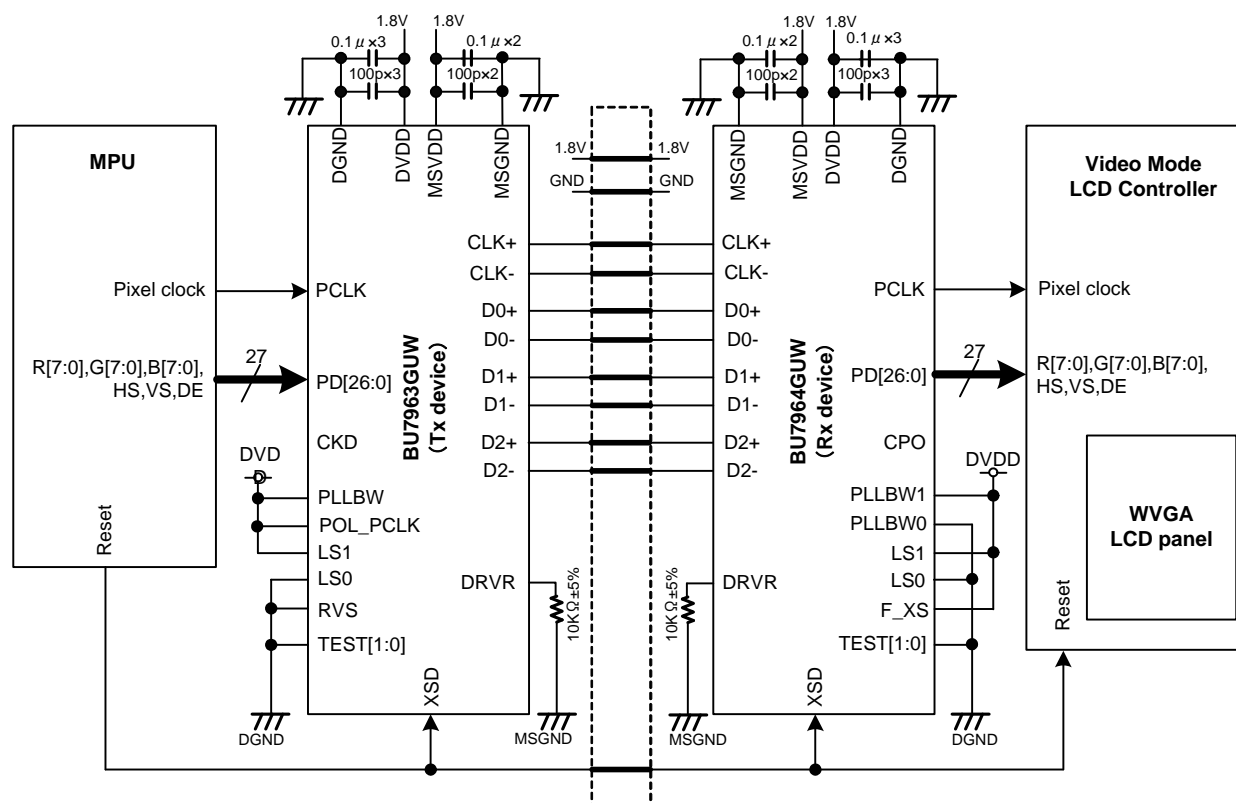 1.8V 1.8V
0.1μ×3 0.1μ×2
100p×3 100p×2
1.8V 1.8V
0.1μ×2 0.1μ×3
100p×2 100p×3
MPU
Pixel clock
R[7:0],G[7:0],B[7:0],
HS,VS,DE
27
Reset
DGND
DVDD
MSVDD
MSGND
PCLK
PD[26:0]
CKD
DVD
PLLBW
POL_PCLK
LS1
LS0
RVS
TEST[1:0]
DGND
XSD
BU7963GUW
(Tx device)
CLK+
CLK-
D0+
D0-
D1+
D1-
D2+
D2-
DRVR
10KΩ±5%
MSGND
1.8V 1.8V
GND GND
MSGND
MSVDD
DVDD
DGND
CLK+
CLK-
D0+
D0-
D1+
D1-
D2+
D2-
DRVR
10KΩ±5%
MSGND
BU7964GUW
(Rx device)
PCLK
PD[26:0]
CPO
DVDD
PLLBW1
PLLBW0
LS1
LS0
F_XS
TEST[1:0]
XSD
DGND
27
Video Mode
LCD Controller
Pixel clock
R[7:0],G[7:0],B[7:0],
HS,VS,DE
WVGA
LCD panel
Reset